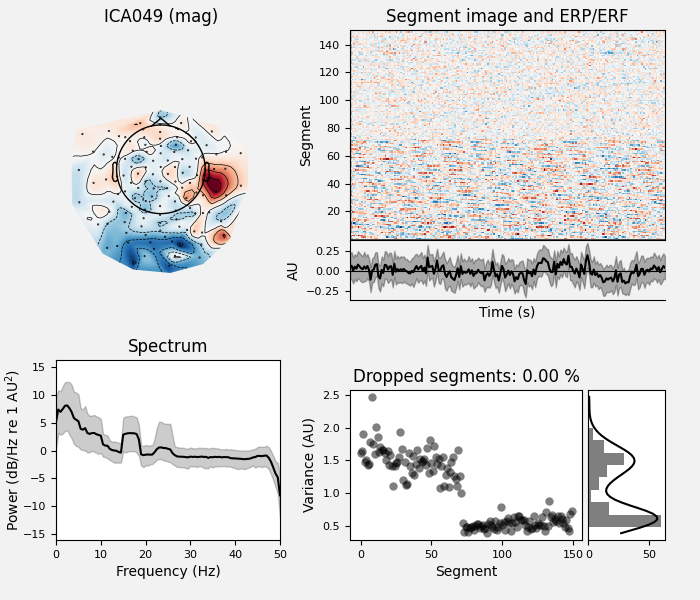 ICA049 (mag)
Segment image and ERP/ERF
Segment
140
120
100
80
60
40
20
AU
0.25
0.00
−0.25
Time (s)
Spectrum
Power (dB/Hz re 1 AU²)
15
10
5
0
−5
−10
−15
0 10 20 30 40 50
Frequency (Hz)
Dropped segments: 0.00 %
Variance (AU)
2.5
2.0
1.5
1.0
0.5
0 50 100 150
Segment
0 50